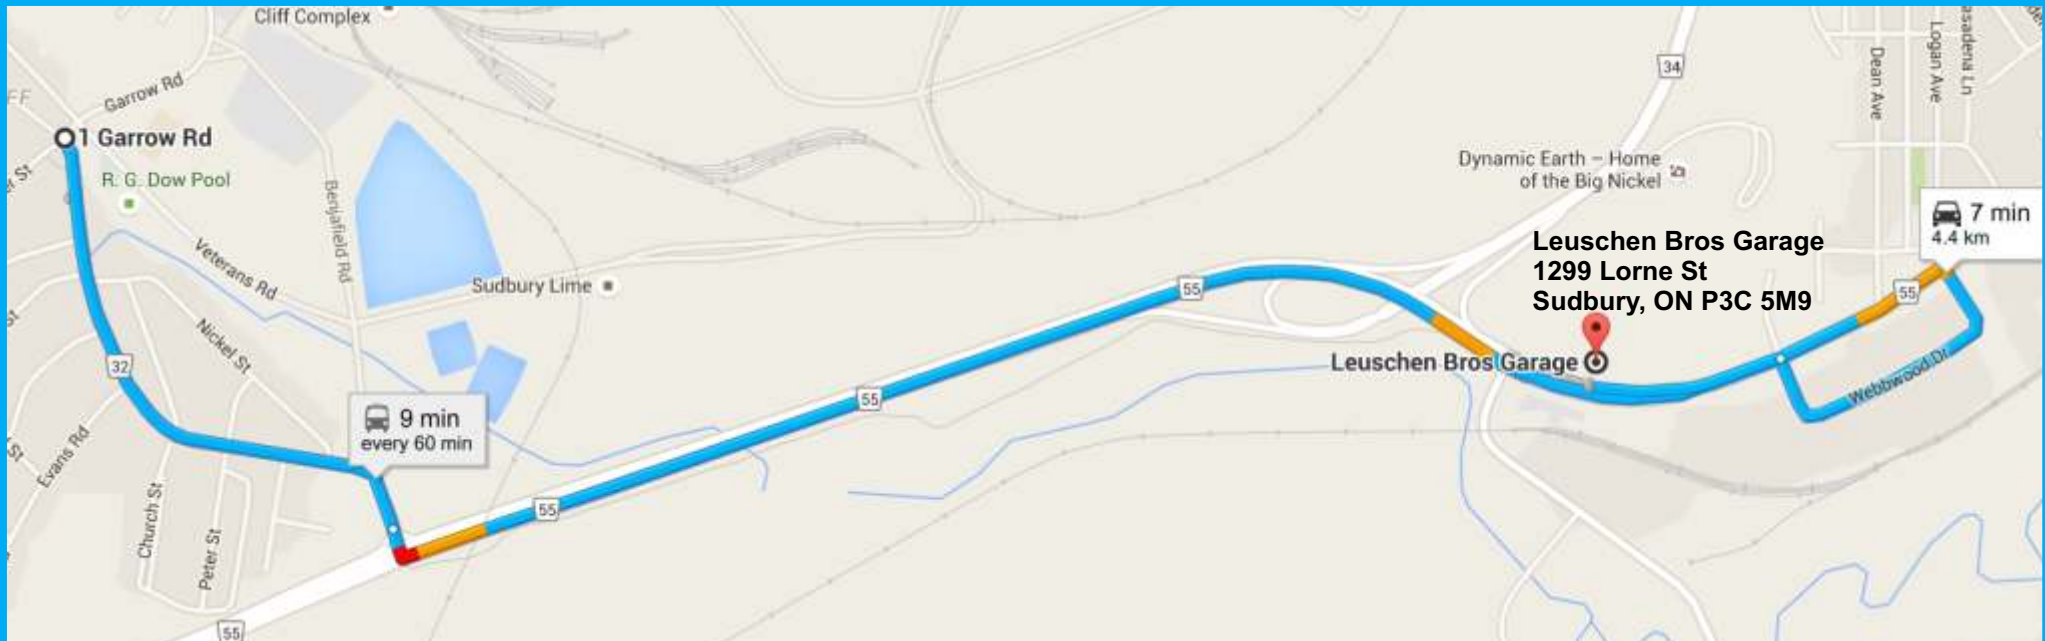 Cliff Complex
Garrow Rd
1 Garrow Rd
R. G. Dow Pool
Veterans Rd
Benjafield Rd
Sudbury Lime
Nickel St
32
9 min
every 60 min
Evans Rd
Church St
Peter St
55
55
55
55
34
Dynamic Earth – Home
of the Big Nickel
Leuschen Bros Garage
1299 Lorne St
Sudbury, ON P3C 5M9
Leuschen Bros Garage
Dean Ave
Logan Ave
asadena Ln
7 min
4.4 km
55
Webbwood Dr